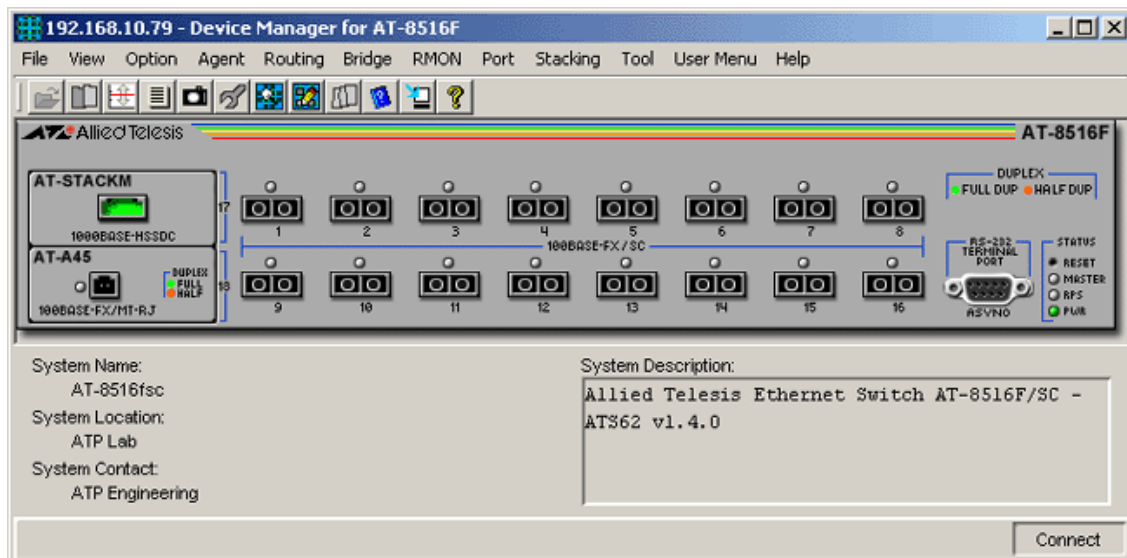 192.168.10.79 - Device Manager for AT-8516F
File View Option Agent Routing Bridge RMON Port Stacking Tool User Menu Help
Allied Telesis AT-8516F
AT-STACKM
1000BASE-HSSDC
17
1 2 3 4 5 6 7 8
100BASE-FX/SC
DUPLEX
FULL DUP HALF DUP
AT-A45
DUPLEX
FULL
HALF
100BASE-FX/MT-RJ
18
9 10 11 12 13 14 15 16
RS-232
TERMINAL
PORT
ASYNC
STATUS
RESET
MASTER
RPS
PWR
System Name:
AT-8516fsc
System Location:
ATP Lab
System Contact:
ATP Engineering
System Description:
Allied Telesis Ethernet Switch AT-8516F/SC -
ATS62 v1.4.0
Connect